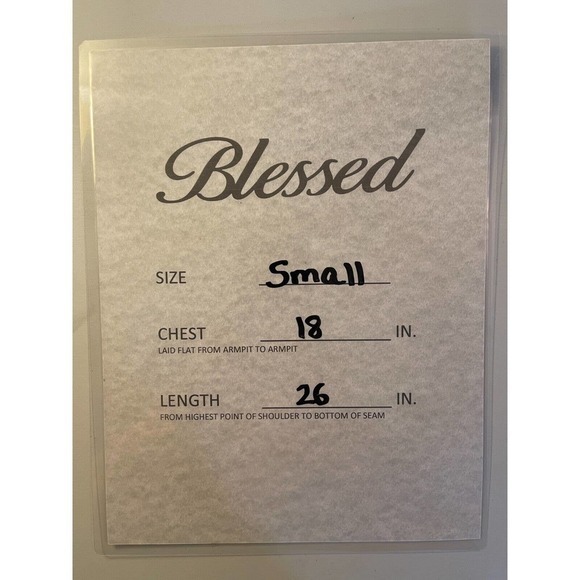 Blessed
SIZE Small
CHEST 18 IN.
LAID FLAT FROM ARMPIT TO ARMPIT
LENGTH 26 IN.
FROM HIGHEST POINT OF SHOULDER TO BOTTOM OF SEAM